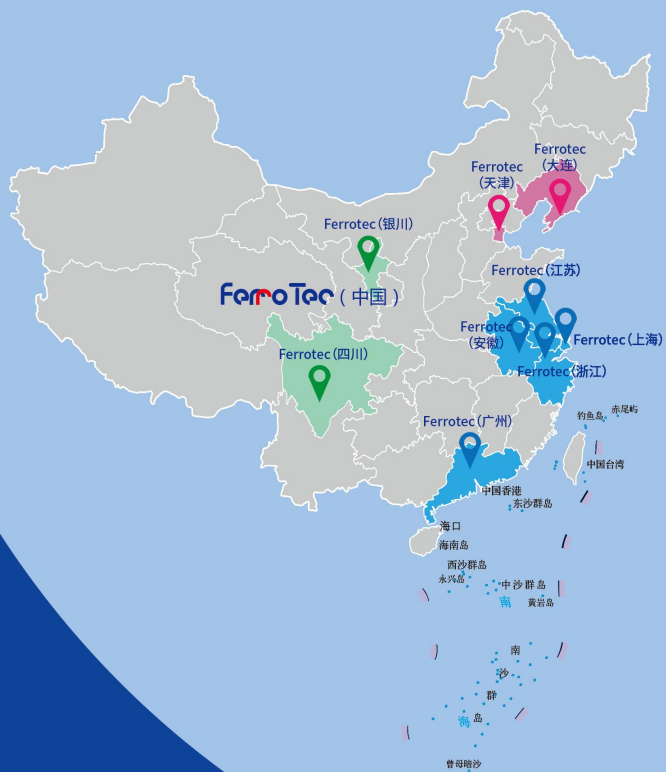 Ferrotec
（大连）
Ferrotec
（天津）
Ferrotec（银川）
Ferrotec（江苏）
FerroTec（中国）
Ferrotec
（安徽）
Ferrotec（上海）
Ferrotec（四川）
Ferrotec（浙江）
赤尾屿
钓鱼岛
Ferrotec（广州）
中国台湾
中国香港
东沙群岛
海口
海南岛
西沙群岛
永兴岛
中沙群岛
南
黄岩岛
南
沙
群
海
岛
曾母暗沙